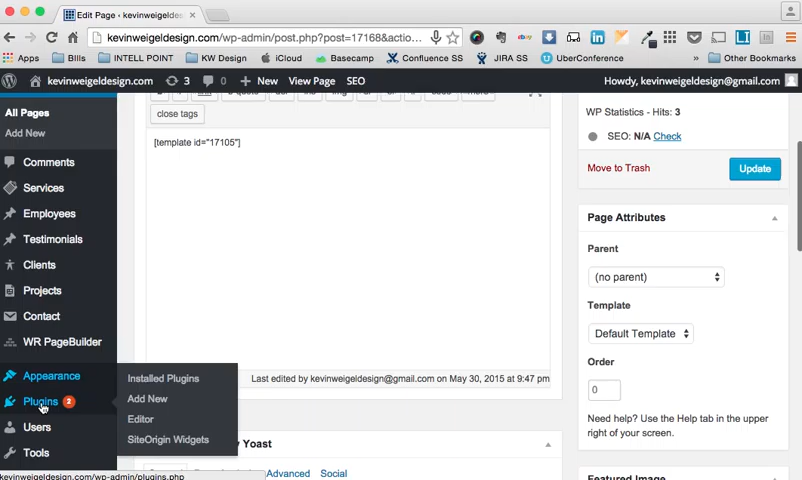 Edit Page ‹ kevinweigeldesi
kevinweigeldesign.com/wp-admin/post.php?post=17168&actio...
Apps BIlls INTELL POINT KW Design iCloud Basecamp Confluence SS JIRA SS UberConference » Other Bookmarks
kevinweigeldesign.com 3 0 + New View Page SEO Howdy, kevinweigeldesign@gmail.com
All Pages
Add New
Comments
Services
Employees
Testimonials
Clients
Projects
Contact
WR PageBuilder
Appearance
Plugins 2
Users
Tools
Installed Plugins
Add New
Editor
SiteOrigin Widgets
close tags
[template id="17105"]
Last edited by kevinweigeldesign@gmail.com on May 30, 2015 at 9:47 pm
y Yoast
Advanced Social
WP Statistics - Hits: 3
SEO: N/A Check
Move to Trash Update
Page Attributes
Parent
(no parent)
Template
Default Template
Order
0
Need help? Use the Help tab in the upper
right of your screen.
Featured Image
kevinweigeldesign.com/wp-admin/plugins.php